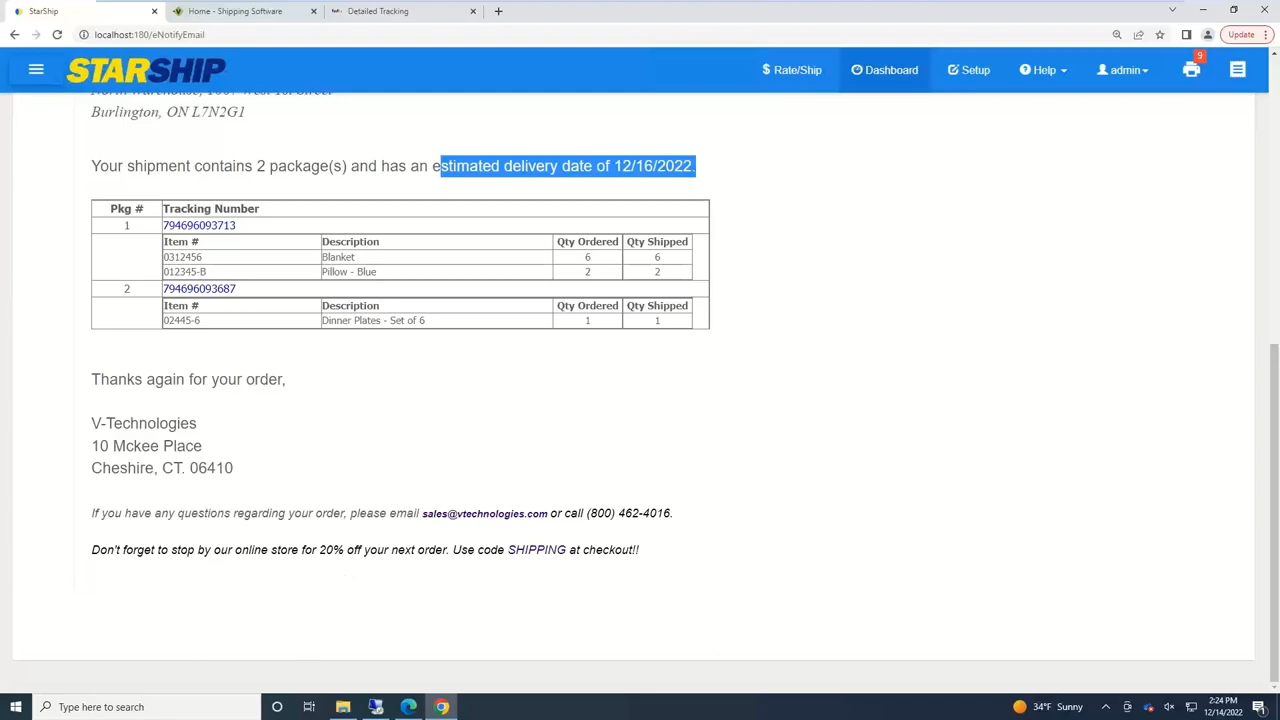 StarShip
Home - Shipping Software
Detailed Tracking
localhost:180/eNotifyEmail
Update
STARSHIP
$ Rate/Ship
Dashboard
Setup
Help
admin
9
Burlington, ON L7N2G1
Your shipment contains 2 package(s) and has an estimated delivery date of 12/16/2022.
Pkg # Tracking Number
1 794696093713
Item # Description Qty Ordered Qty Shipped
0312456 Blanket 6 6
012345-B Pillow - Blue 2 2
2 794696093687
Item # Description Qty Ordered Qty Shipped
02445-6 Dinner Plates - Set of 6 1 1
Thanks again for your order,
V-Technologies
10 Mckee Place
Cheshire, CT. 06410
If you have any questions regarding your order, please email sales@vtechnologies.com or call (800) 462-4016.
Don't forget to stop by our online store for 20% off your next order. Use code SHIPPING at checkout!!
Type here to search
34°F Sunny
2:24 PM
12/14/2022
1